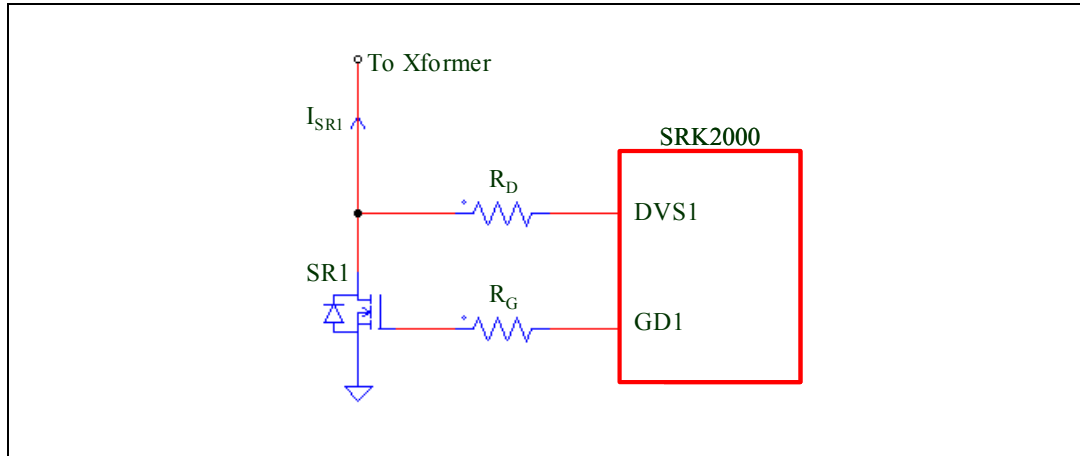 To Xformer
I_SR1
SRK2000
R_D
DVS1
SR1
R_G
GD1